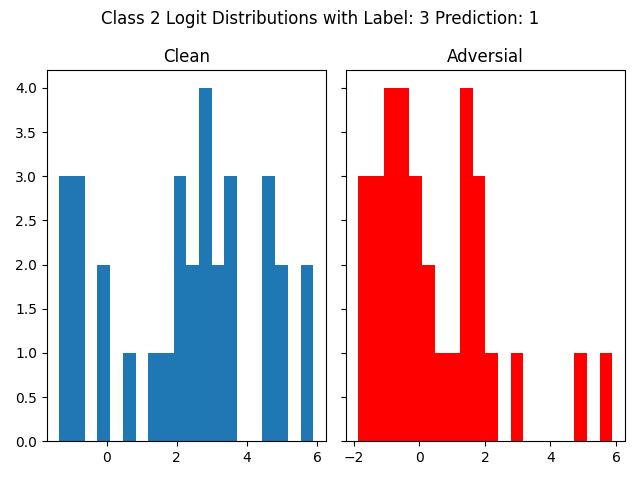 Class 2 Logit Distributions with Label: 3 Prediction: 1
Clean
Adversial
4.0
3.5
3.0
2.5
2.0
1.5
1.0
0.5
0.0
0 2 4 6
−2 0 2 4 6